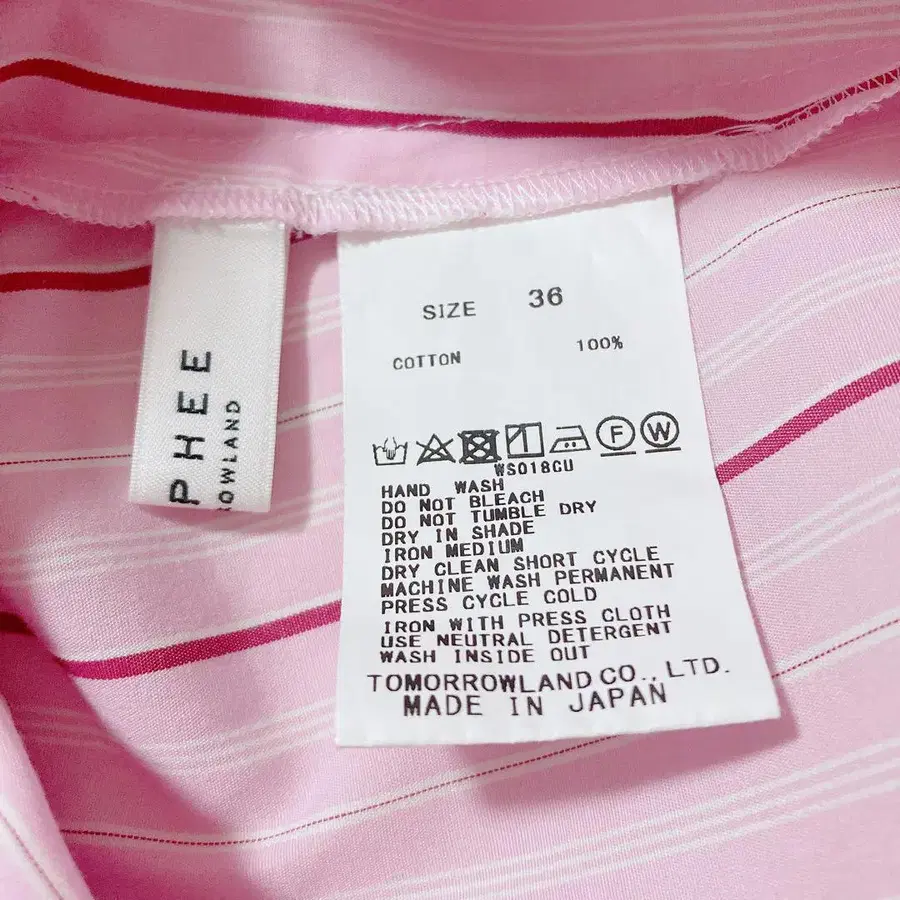 PHEE
ROWLAND
SIZE 36
COTTON 100%
F W
WS018CU
HAND WASH
DO NOT BLEACH
DO NOT TUMBLE DRY
DRY IN SHADE
IRON MEDIUM
DRY CLEAN SHORT CYCLE
MACHINE WASH PERMANENT
PRESS CYCLE COLD
IRON WITH PRESS CLOTH
USE NEUTRAL DETERGENT
WASH INSIDE OUT
TOMORROWLAND CO., LTD.
MADE IN JAPAN